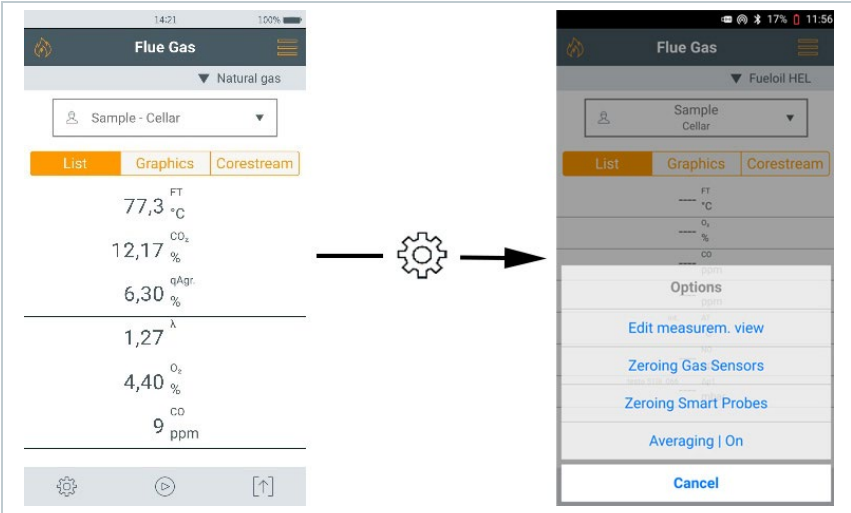 14:21 100%
Flue Gas
▼ Natural gas
Sample - Cellar ▼
List Graphics Corestream
77,3 FT °C
12,17 CO₂ %
6,30 qAgr. %
1,27 λ
4,40 O₂ %
9 CO ppm
17% 11:56
Flue Gas
▼ Fueloil HEL
Sample ▼
Cellar
List Graphics Corestream
---- FT °C
---- O₂ %
---- CO ppm
Options
ppm
Edit measurem. view
Zeroing Gas Sensors
Zeroing Smart Probes
Averaging | On
Cancel